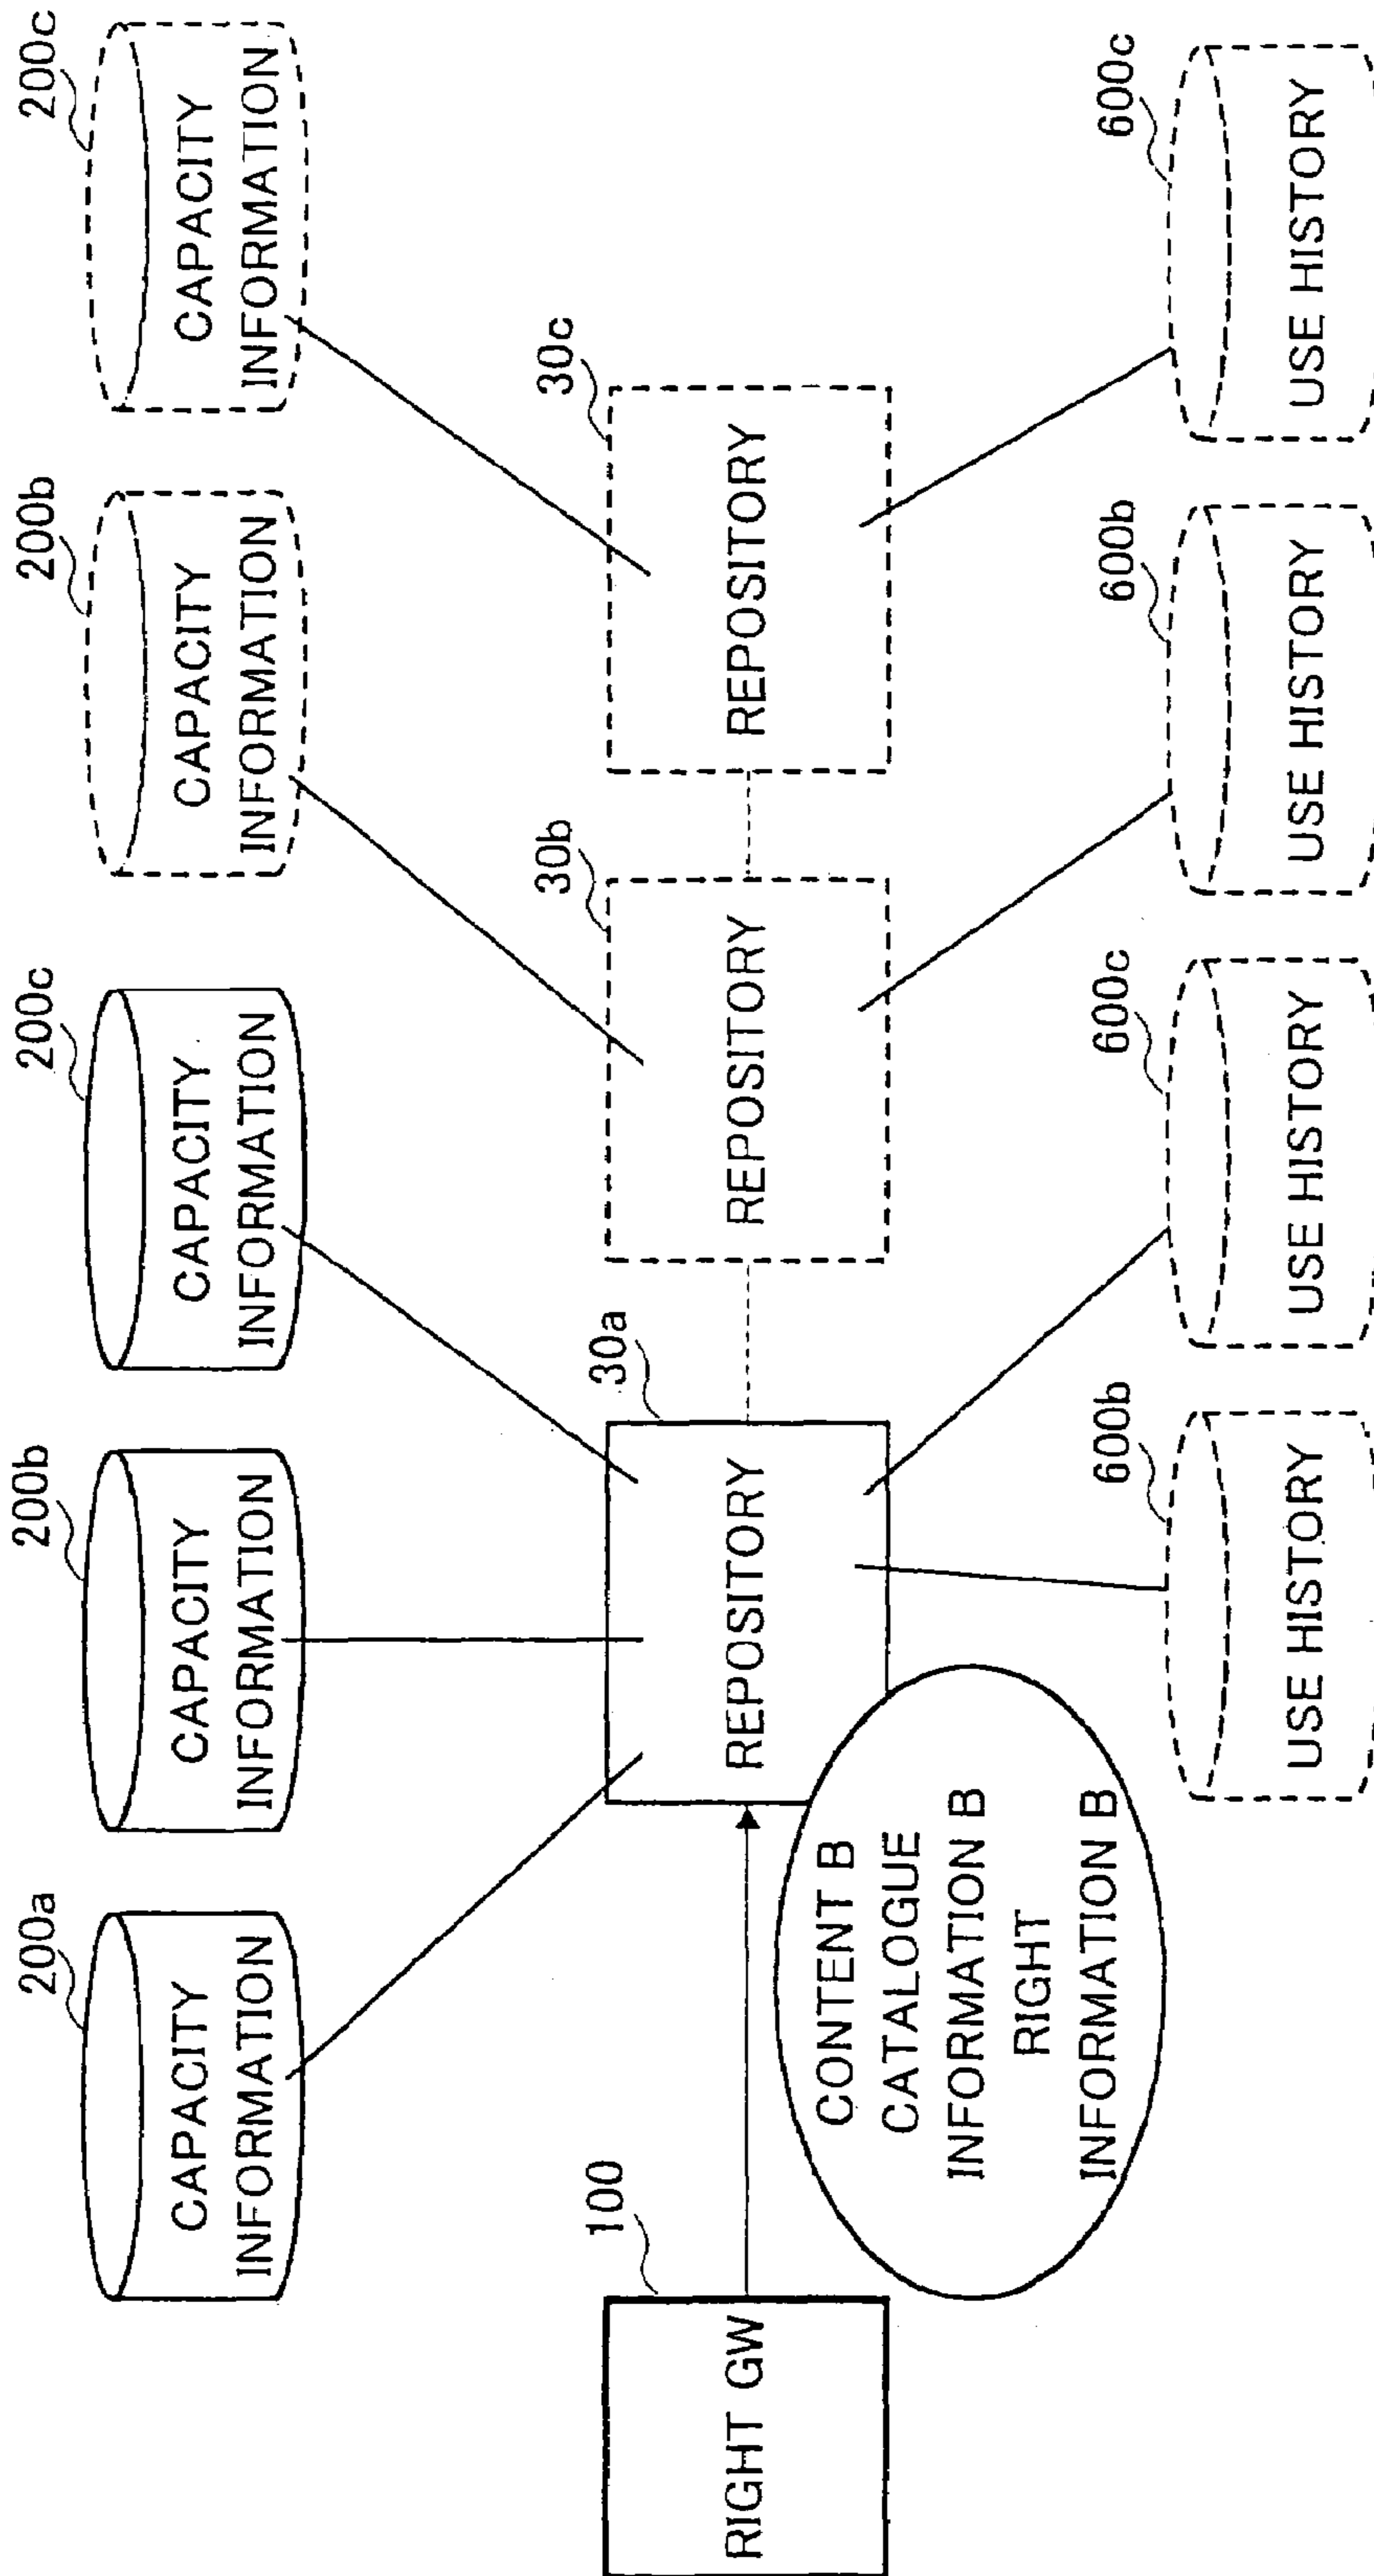 200a
CAPACITY
INFORMATION
200b
CAPACITY
INFORMATION
200c
CAPACITY
INFORMATION
200b
CAPACITY
INFORMATION
200c
CAPACITY
INFORMATION
100
RIGHT GW
30a
REPOSITORY
30b
REPOSITORY
30c
REPOSITORY
CONTENT B
CATALOGUE
INFORMATION B
RIGHT
INFORMATION B
600b
USE HISTORY
600c
USE HISTORY
600b
USE HISTORY
600c
USE HISTORY